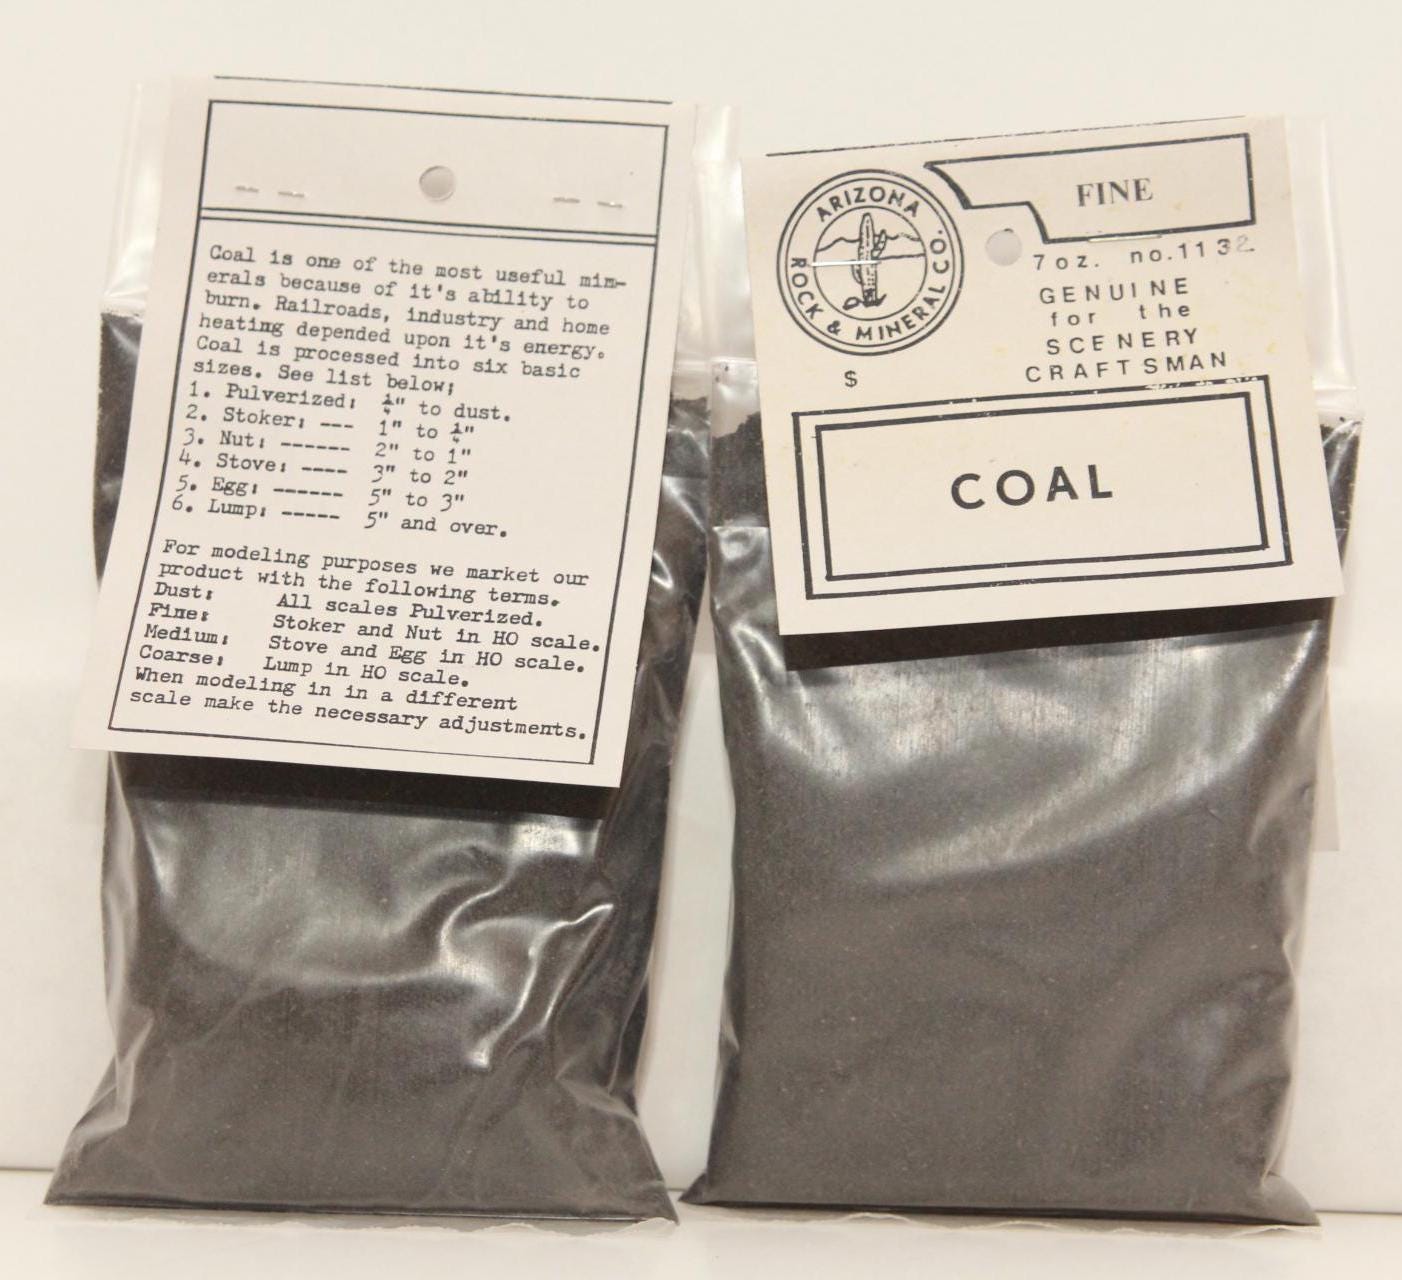 Coal is one of the most useful min-
erals because of it's ability to
burn. Railroads, industry and home
heating depended upon it's energy.
Coal is processed into six basic
sizes. See list below;
1. Pulverized: ¼" to dust.
2. Stoker: --- 1" to ¼"
3. Nut: ------ 2" to 1"
4. Stove: ---- 3" to 2"
5. Egg: ------ 5" to 3"
6. Lump: ----- 5" and over.
For modeling purposes we market our
product with the following terms.
Dust: All scales Pulverized.
Fine: Stoker and Nut in HO scale.
Medium: Stove and Egg in HO scale.
Coarse: Lump in HO scale.
When modeling in in a different
scale make the necessary adjustments.
ARIZONA
ROCK & MINERAL CO.
FINE
7oz. no.1132
GENUINE
for the
SCENERY
CRAFTSMAN
$
COAL